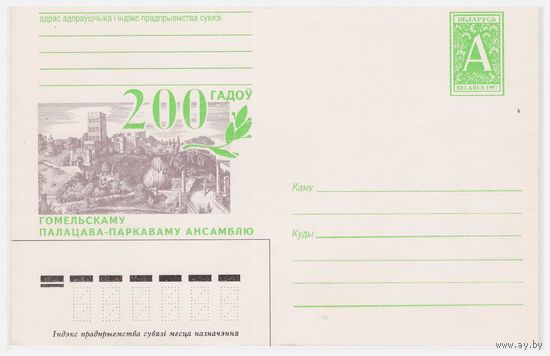 адрас адпраўшчыка і індэкс прадпрыемства сувязі
БЕЛАРУСЬ
А
BELARUS 1997
200 ГАДОЎ
ГОМЕЛЬСКАМУ
ПАЛАЦАВА-ПАРКАВАМУ АНСАМБЛЮ
Каму
Куды
Індэкс прадпрыемства сувязі месца назначэння
www.ay.by